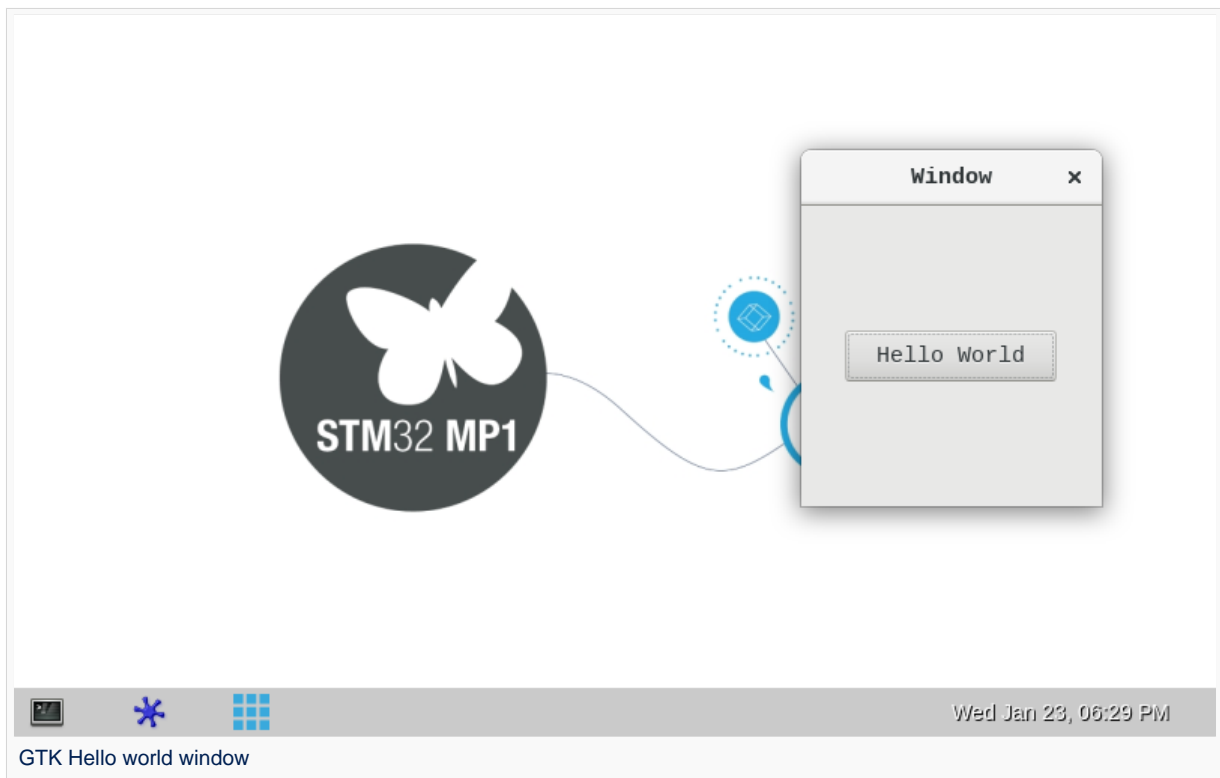 Window ×
Hello World
STM32 MP1
Wed Jan 23, 06:29 PM
GTK Hello world window